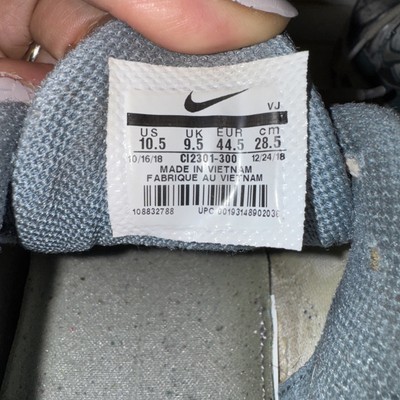 VJ
US UK EUR cm
10.5 9.5 44.5 28.5
10/16/18 CI2301-300 12/24/18
MADE IN VIETNAM
FABRIQUE AU VIETNAM
108832788 UPC